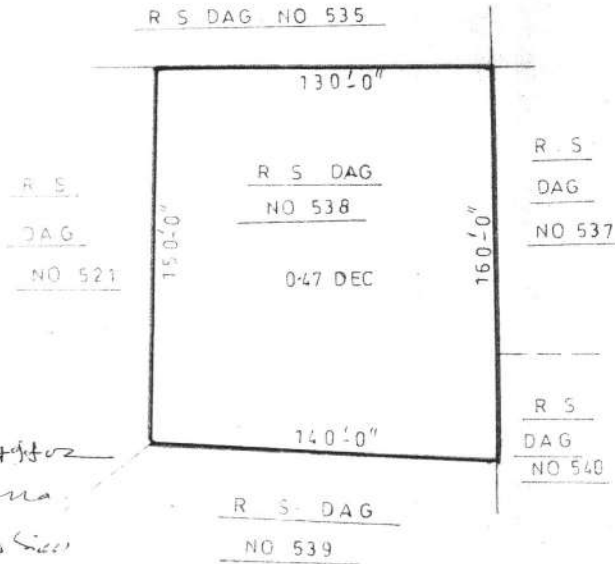 R S DAG NO 535
130'-0"
R S DAG
NO 538
0·47 DEC
150'-0"
160'-0"
140'-0"
R S
DAG
NO 521
R S
DAG
NO 537
R S
DAG
NO 540
R S DAG
NO 539